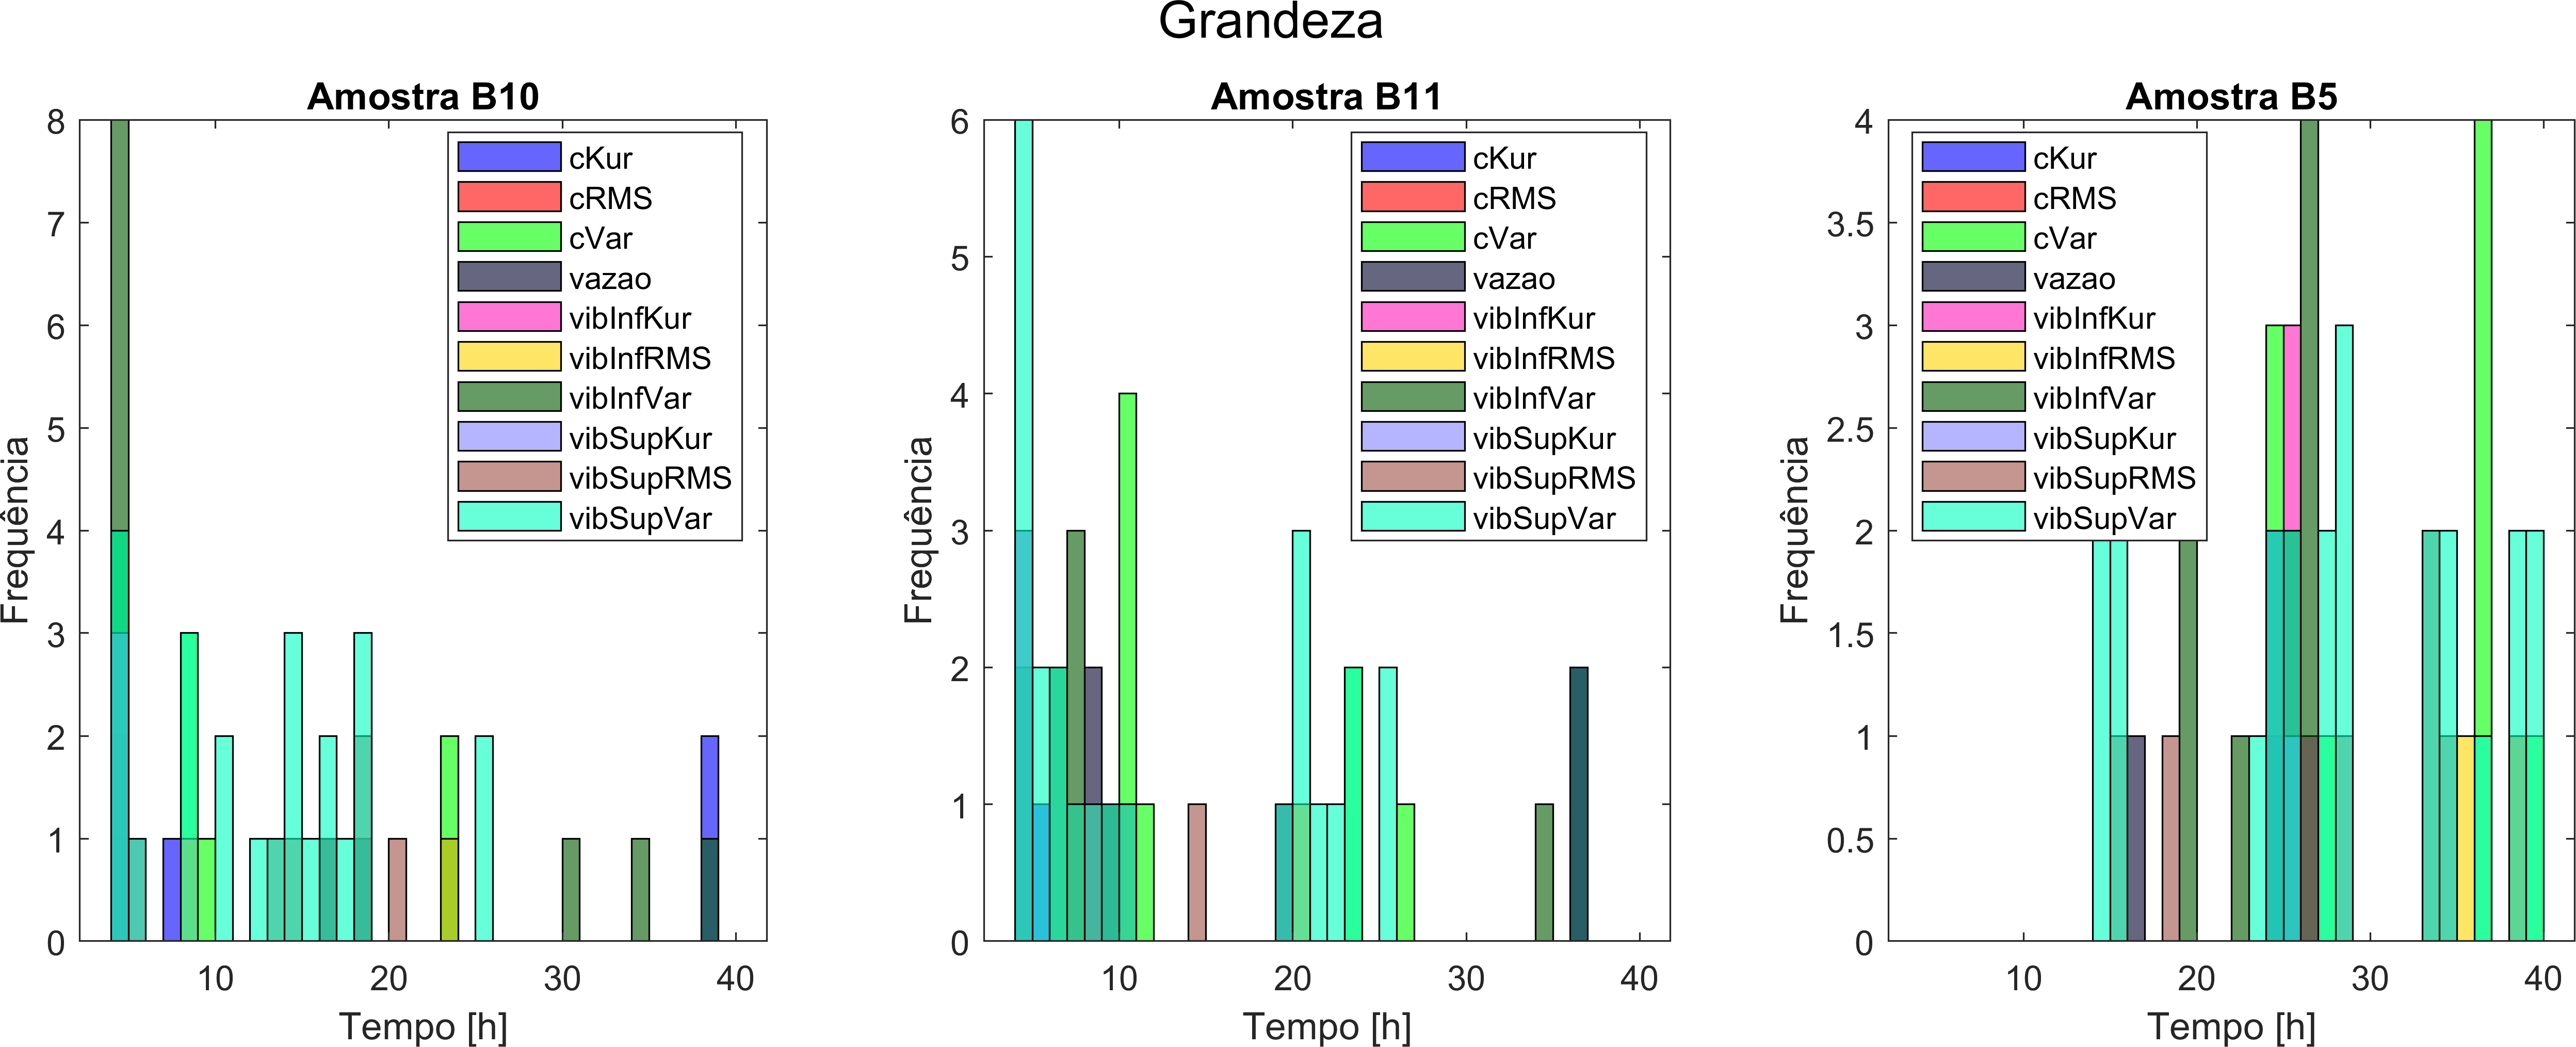 Grandeza
Amostra B10
8
7
6
5
4
3
2
1
0
10
20
30
40
Frequência
Tempo [h]
cKur
cRMS
cVar
vazao
vibInfKur
vibInfRMS
vibInfVar
vibSupKur
vibSupRMS
vibSupVar
Amostra B11
6
5
4
3
2
1
0
10
20
30
40
Frequência
Tempo [h]
cKur
cRMS
cVar
vazao
vibInfKur
vibInfRMS
vibInfVar
vibSupKur
vibSupRMS
vibSupVar
Amostra B5
4
3.5
3
2.5
2
1.5
1
0.5
0
10
20
30
40
Frequência
Tempo [h]
cKur
cRMS
cVar
vazao
vibInfKur
vibInfRMS
vibInfVar
vibSupKur
vibSupRMS
vibSupVar